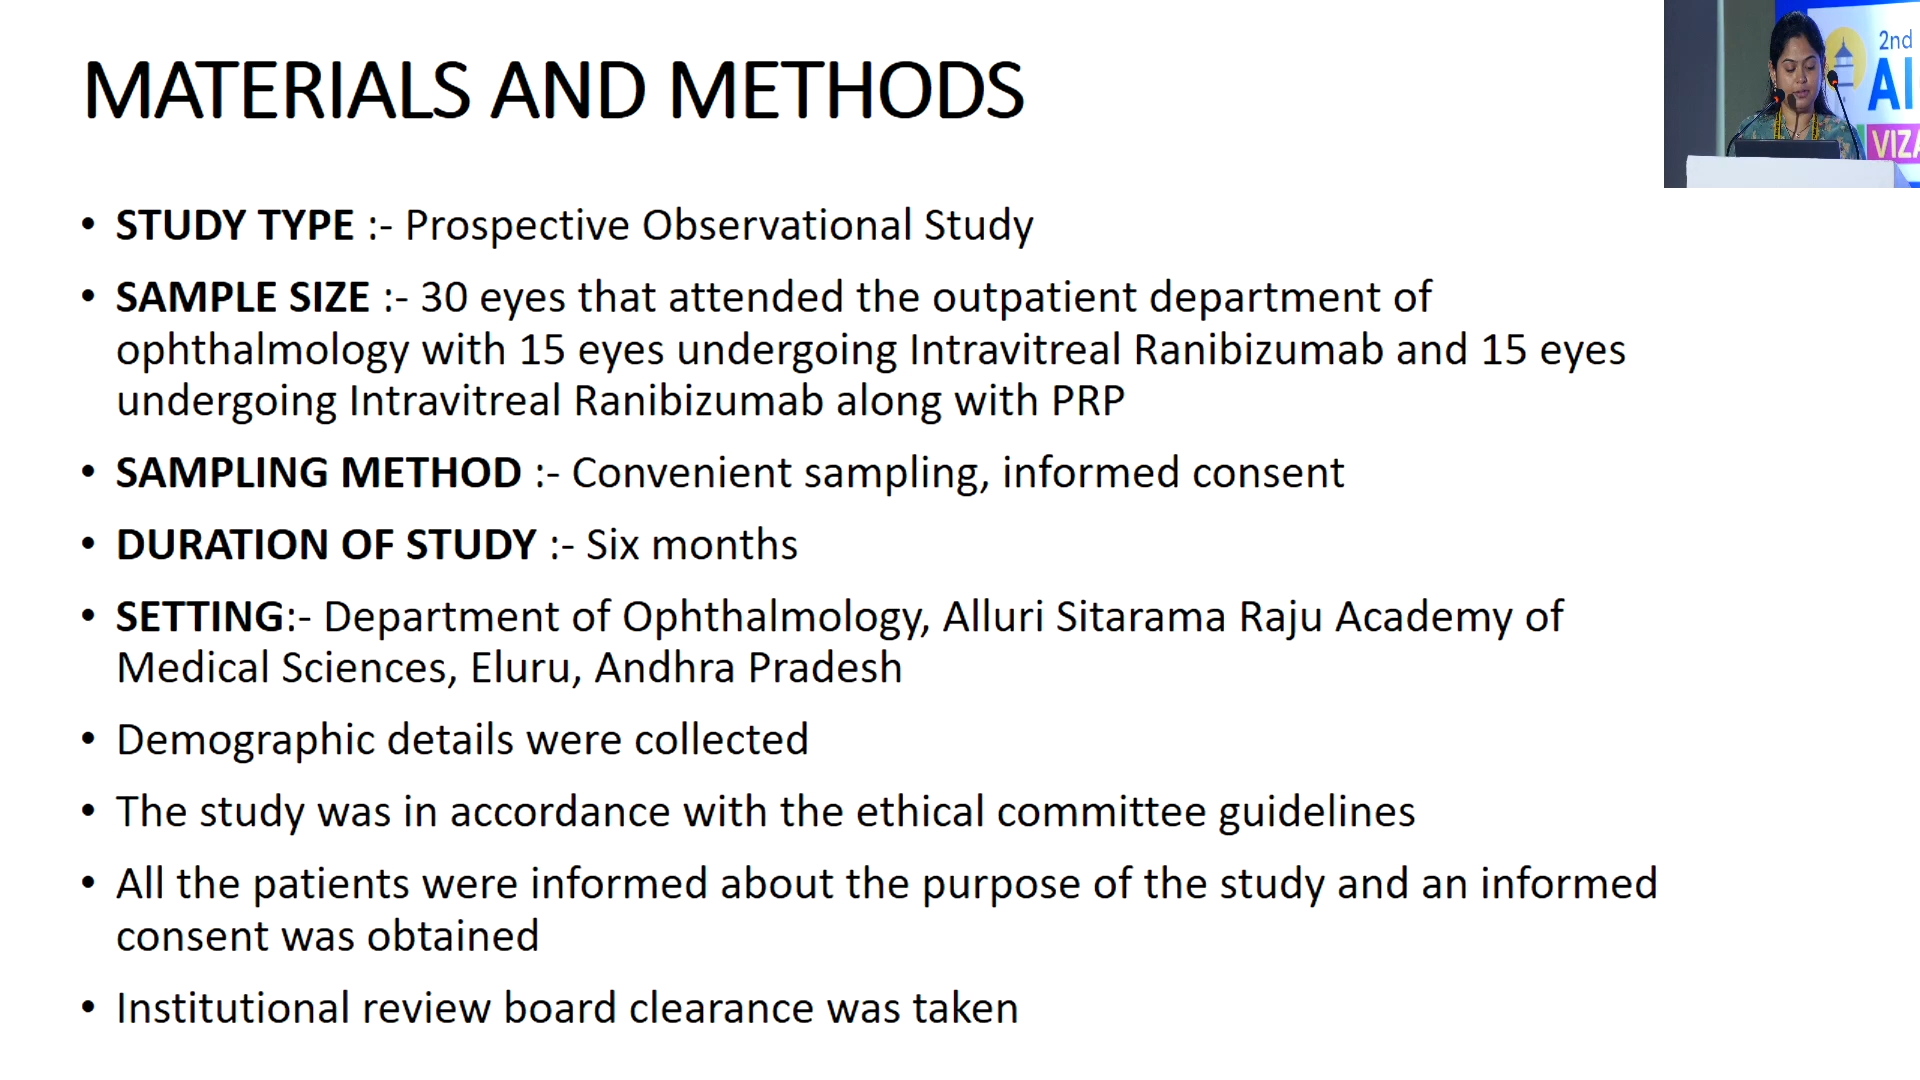 MATERIALS AND METHODS
• STUDY TYPE :- Prospective Observational Study
• SAMPLE SIZE :- 30 eyes that attended the outpatient department of
ophthalmology with 15 eyes undergoing Intravitreal Ranibizumab and 15 eyes
undergoing Intravitreal Ranibizumab along with PRP
• SAMPLING METHOD :- Convenient sampling, informed consent
• DURATION OF STUDY :- Six months
• SETTING:- Department of Ophthalmology, Alluri Sitarama Raju Academy of
Medical Sciences, Eluru, Andhra Pradesh
• Demographic details were collected
• The study was in accordance with the ethical committee guidelines
• All the patients were informed about the purpose of the study and an informed
consent was obtained
• Institutional review board clearance was taken
2nd
AI
VIZA